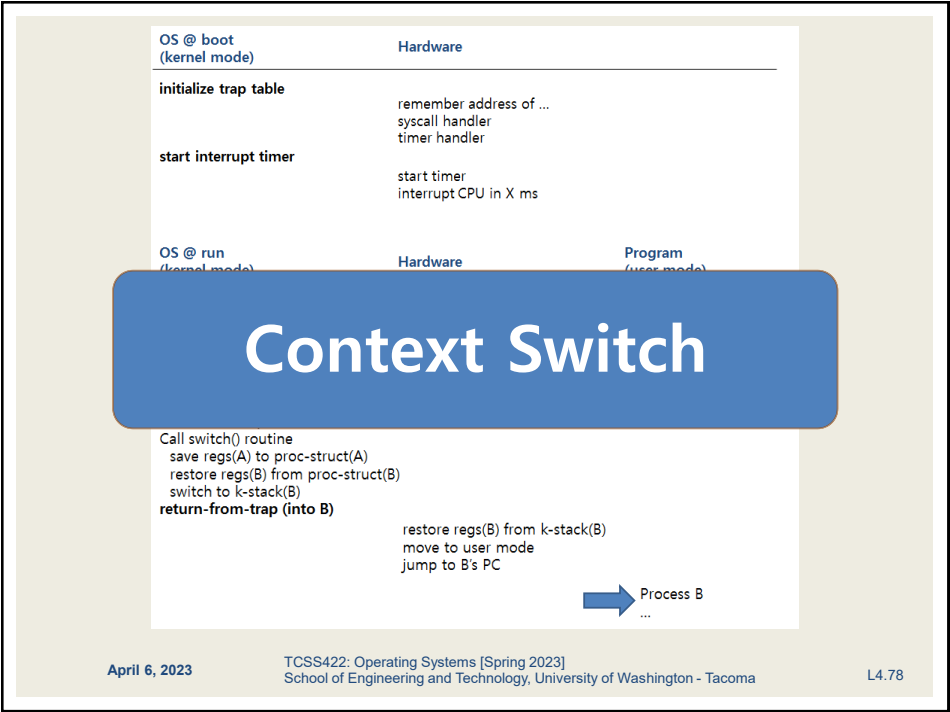 OS @ boot
(kernel mode)
Hardware
initialize trap table
remember address of ...
syscall handler
timer handler
start interrupt timer
start timer
interrupt CPU in X ms
OS @ run
(kernel mode)
Hardware
Program
(user mode)
Context Switch
Call switch() routine
save regs(A) to proc-struct(A)
restore regs(B) from proc-struct(B)
switch to k-stack(B)
return-from-trap (into B)
restore regs(B) from k-stack(B)
move to user mode
jump to B's PC
Process B
...
April 6, 2023
TCSS422: Operating Systems [Spring 2023]
School of Engineering and Technology, University of Washington - Tacoma
L4.78